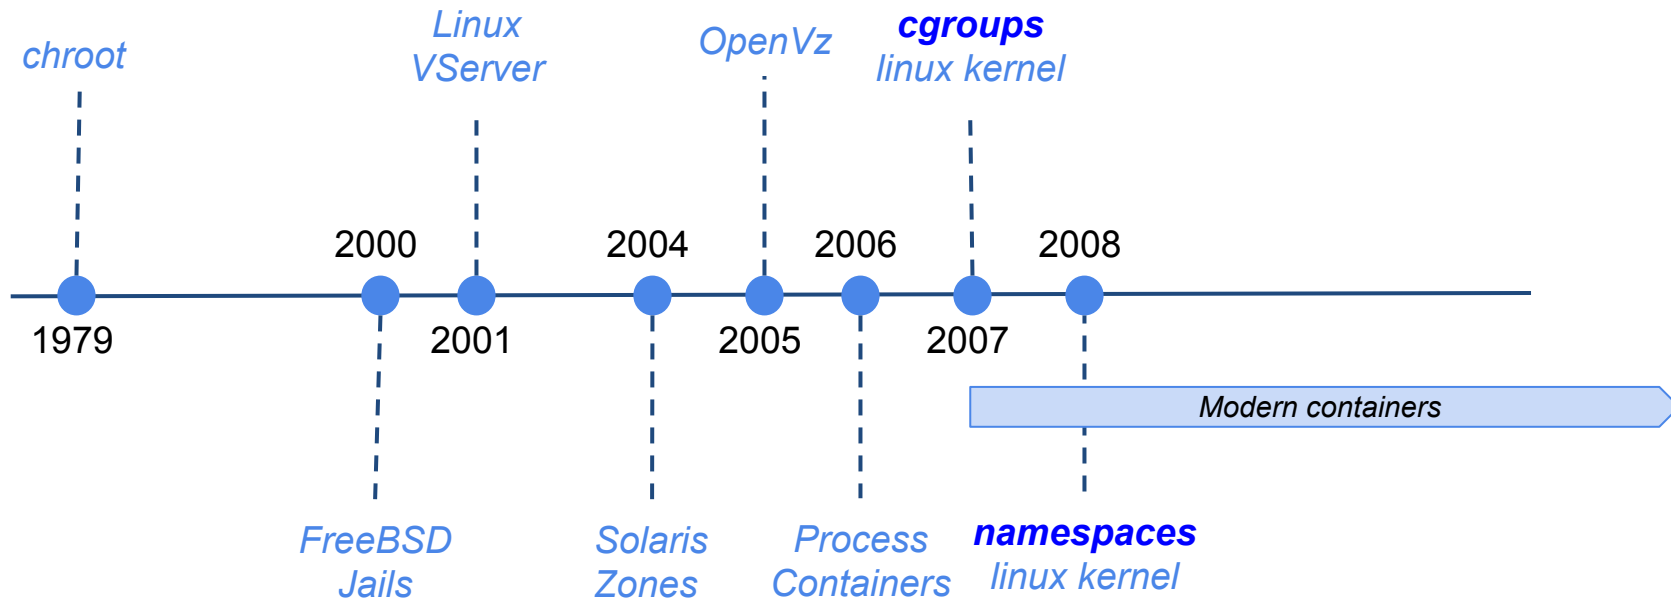 chroot
Linux
VServer
OpenVz
cgroups
linux kernel
2000
2004
2006
2008
1979
2001
2005
2007
Modern containers
FreeBSD
Jails
Solaris
Zones
Process
Containers
namespaces
linux kernel